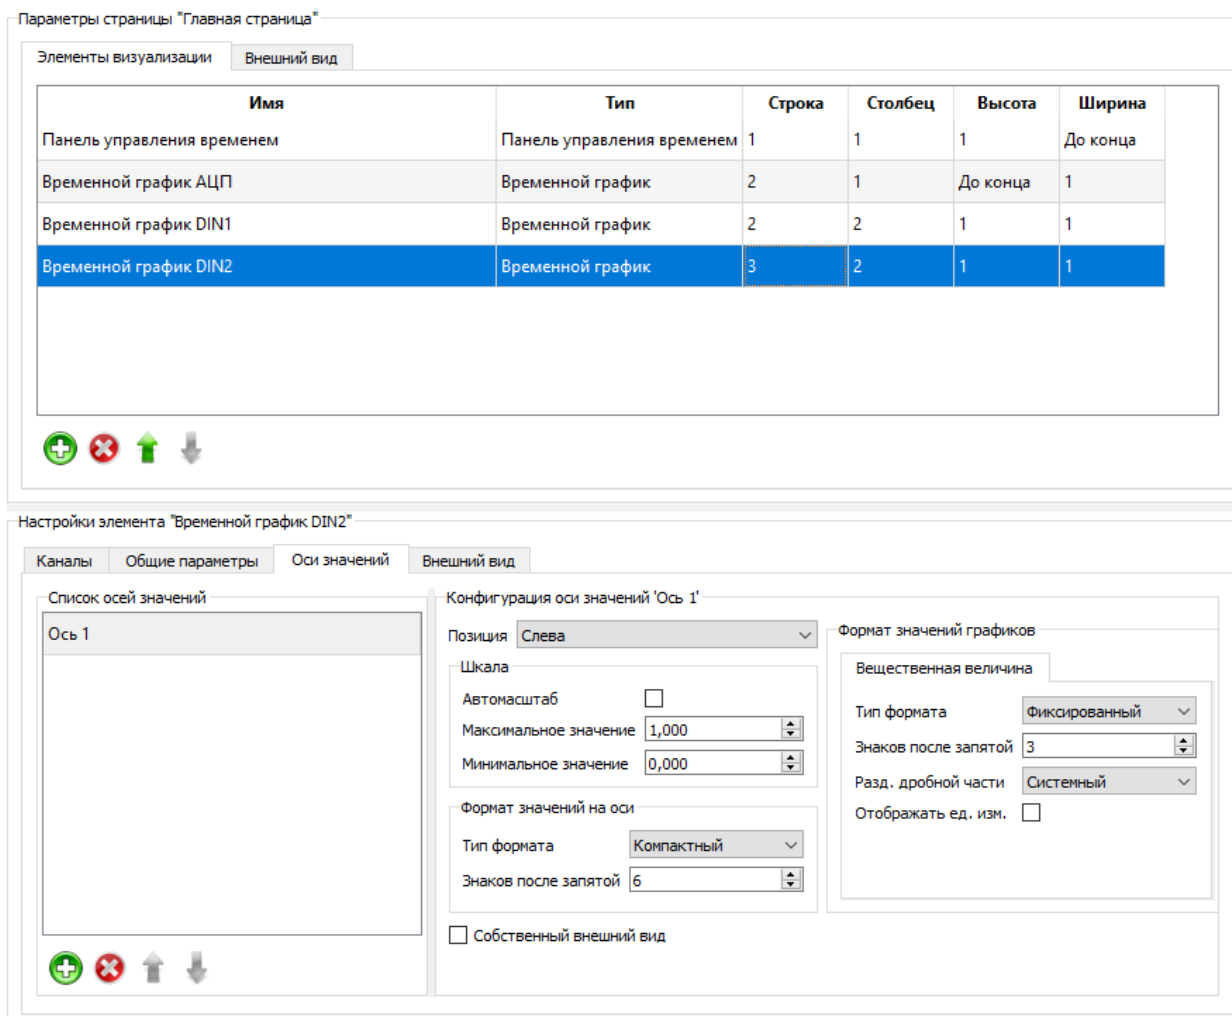 Параметры страницы "Главная страница"
Элементы визуализации Внешний вид
Имя Тип Строка Столбец Высота Ширина
Панель управления временем Панель управления временем 1 1 1 До конца
Временной график АЦП Временной график 2 1 До конца 1
Временной график DIN1 Временной график 2 2 1 1
Временной график DIN2 Временной график 3 2 1 1
Настройки элемента "Временной график DIN2"
Каналы Общие параметры Оси значений Внешний вид
Список осей значений
Ось 1
Конфигурация оси значений 'Ось 1'
Позиция Слева
Шкала
Автомасштаб
Максимальное значение 1,000
Минимальное значение 0,000
Формат значений на оси
Тип формата Компактный
Знаков после запятой 6
Собственный внешний вид
Формат значений графиков
Вещественная величина
Тип формата Фиксированный
Знаков после запятой 3
Разд. дробной части Системный
Отображать ед. изм.